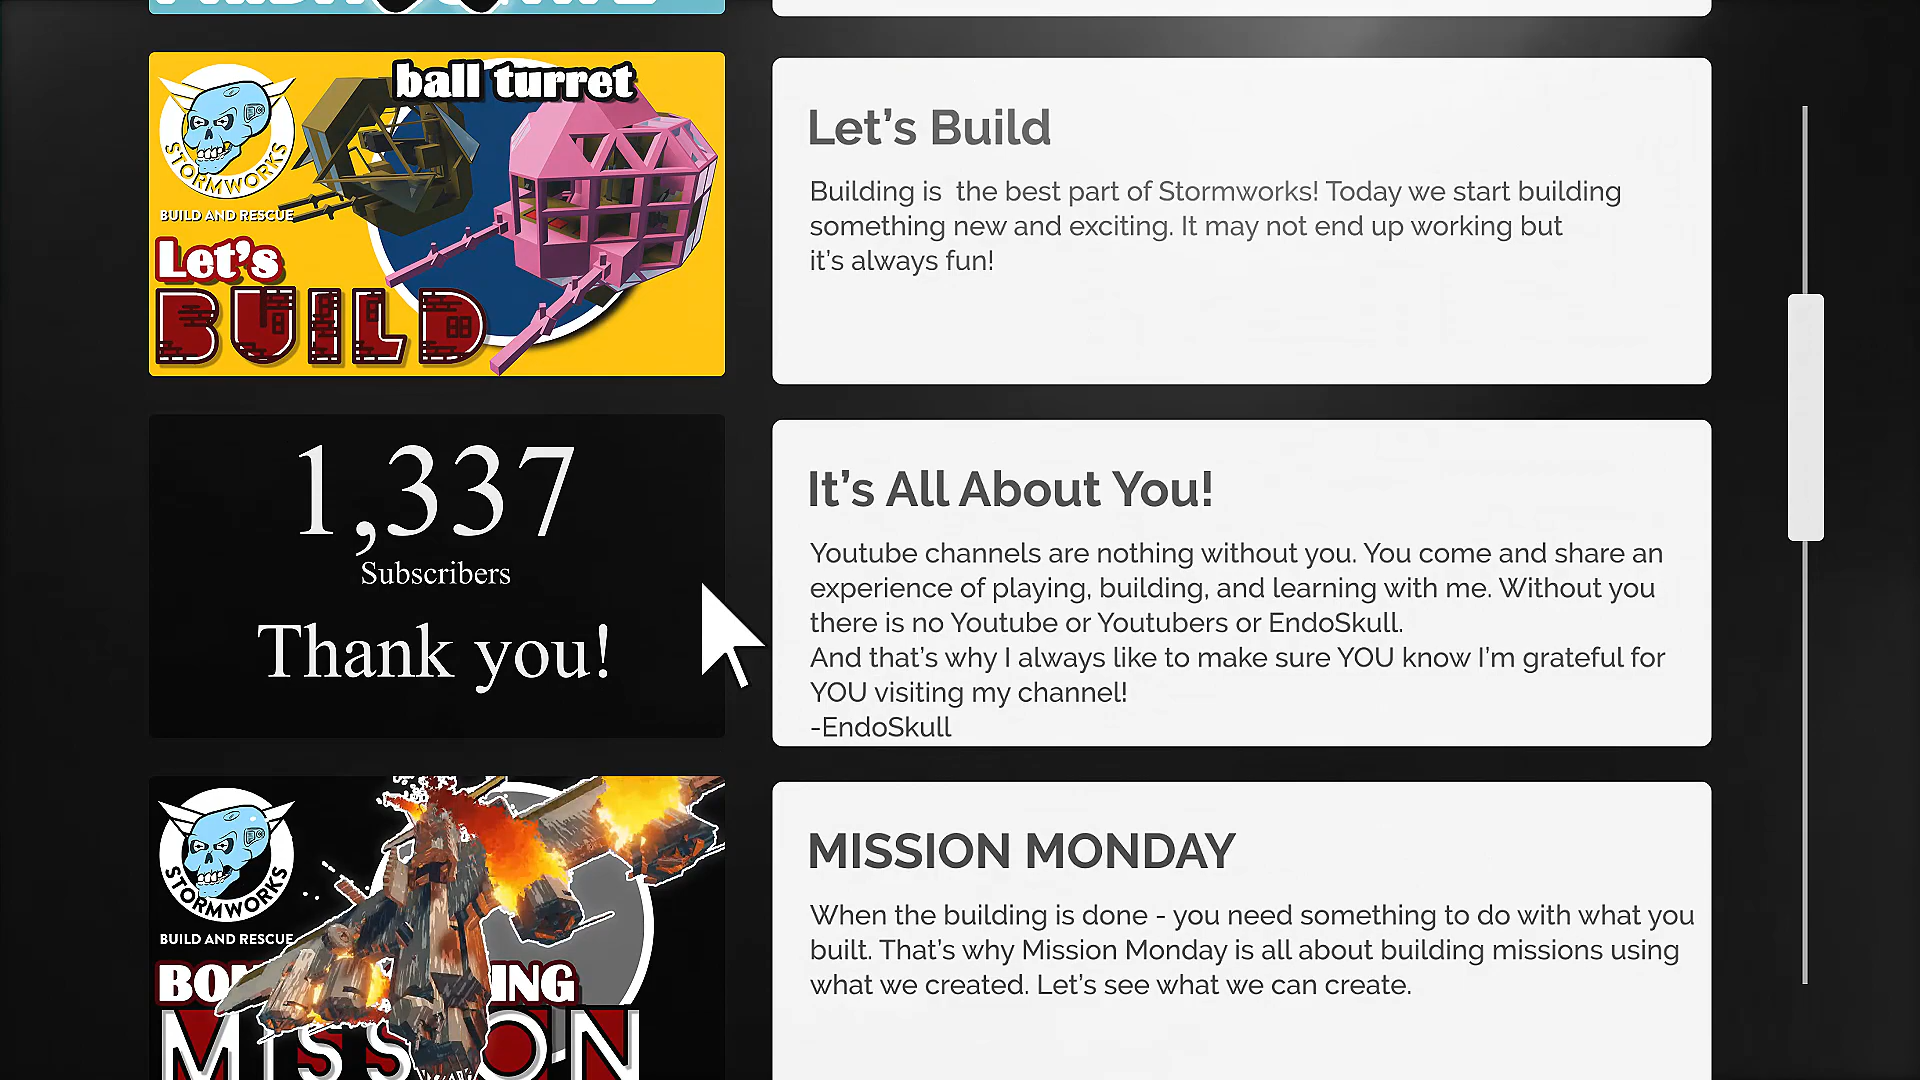 ball turret
STORMWORKS
BUILD AND RESCUE
Let's
BUILD
Let's Build
Building is  the best part of Stormworks! Today we start building
something new and exciting. It may not end up working but
it's always fun!
1,337
Subscribers
Thank you!
It's All About You!
Youtube channels are nothing without you. You come and share an
experience of playing, building, and learning with me. Without you
there is no Youtube or Youtubers or EndoSkull.
And that's why I always like to make sure YOU know I'm grateful for
YOU visiting my channel!
-EndoSkull
STORMWORKS
BUILD AND RESCUE
MISSION
MISSION MONDAY
When the building is done - you need something to do with what you
built. That's why Mission Monday is all about building missions using
what we created. Let's see what we can create.